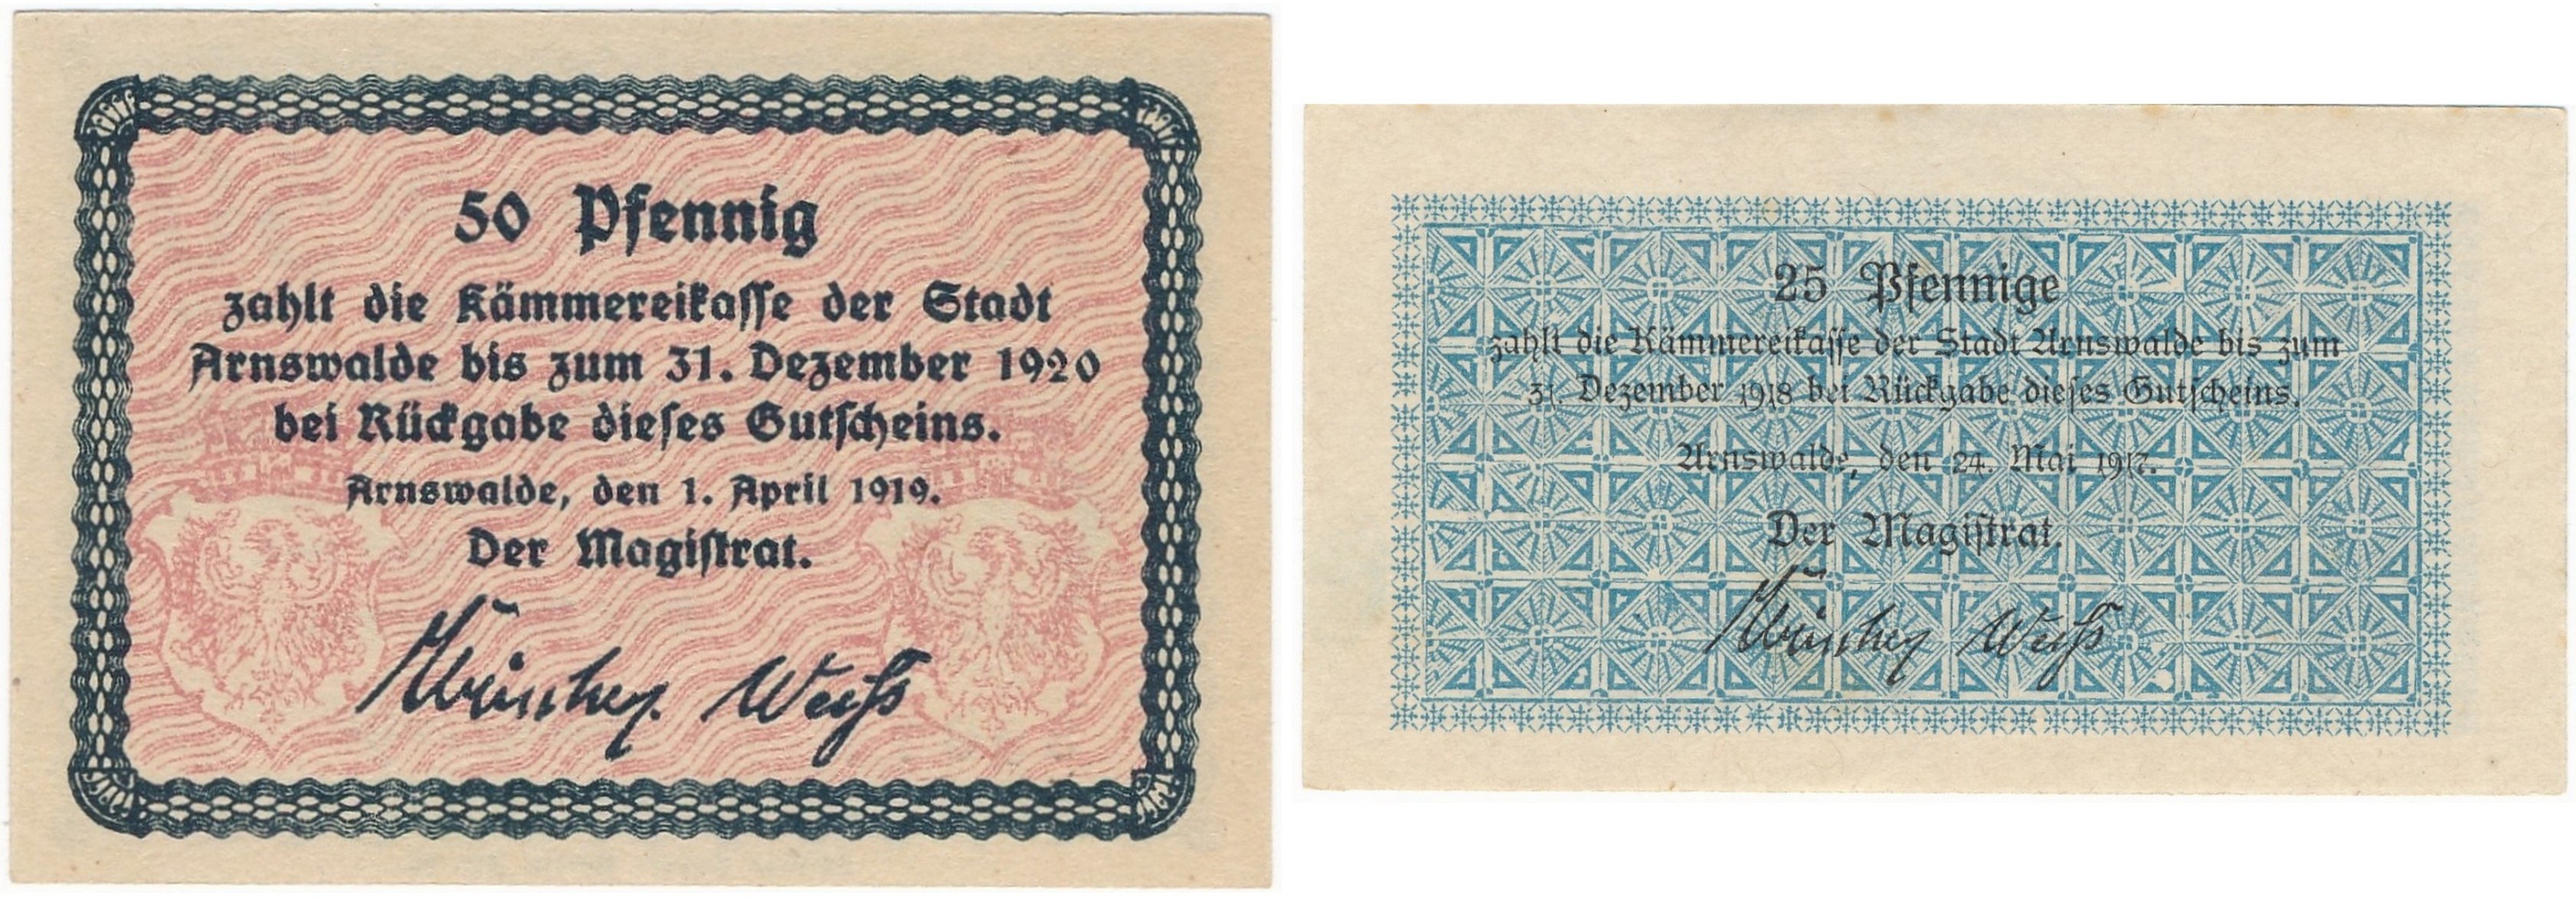 50 Pfennig
zahlt die Kämmereikasse der Stadt
Arnswalde bis zum 31. Dezember 1920
bei Rückgabe dieses Gutscheins.
Arnswalde, den 1. April 1919.
Der Magistrat.
Weiß
25 Pfennige
zahlt die Kämmereikasse der Stadt Arnswalde bis zum
31. Dezember 1918 bei Rückgabe dieses Gutscheins.
Arnswalde, den 24. Mai 1917.
Der Magistrat.
Weiß